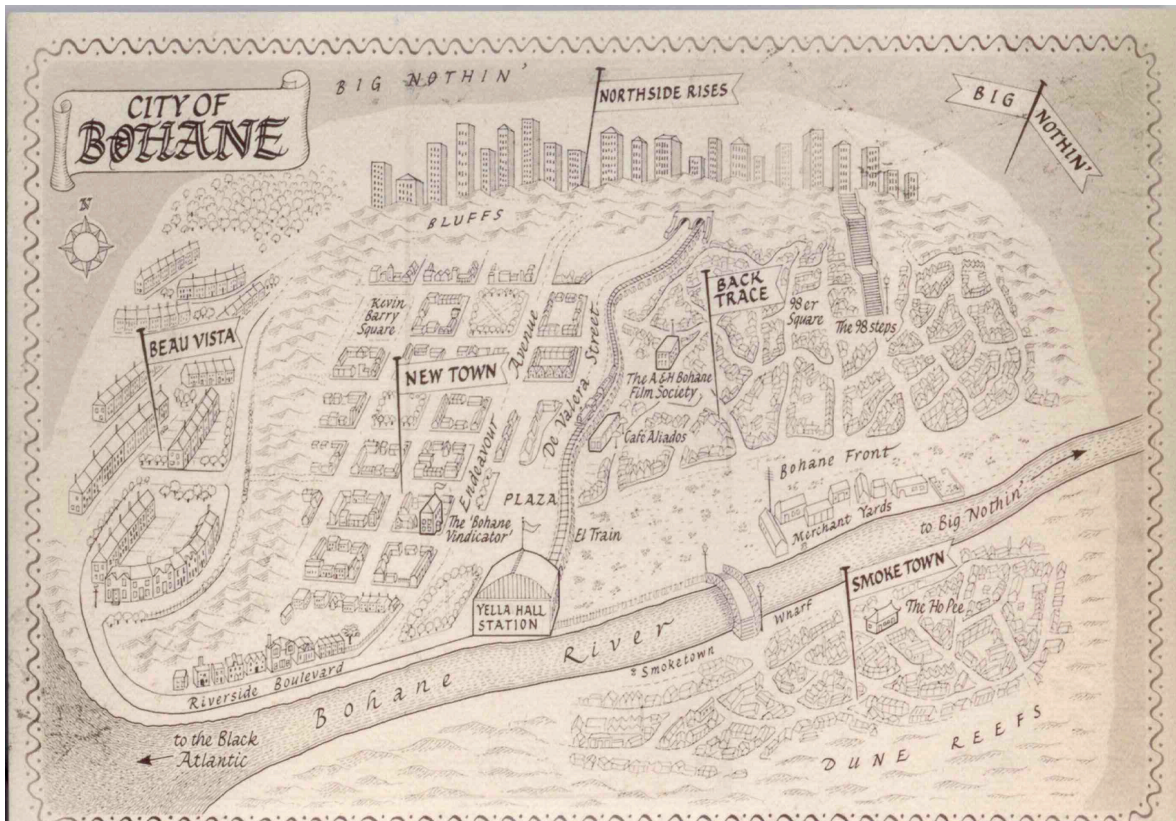 CITY OF
BOHANE
N
BIG NOTHIN'
NORTHSIDE RISES
BIG
NOTHIN'
BLUFFS
BEAU VISTA
Kevin
Barry
Square
NEW TOWN
Endeavour Avenue
De Valera Street
BACK
TRACE
98er
Square
The 98 steps
The A & H Bohane
Film Society
Café Aliados
PLAZA
The 'Bohane
Vindicator'
El Train
YELLA HALL
STATION
Bohane Front
Merchant Yards
to Big Nothin'
SMOKETOWN
The Ho Pee
Wharf
Smoketown
Riverside Boulevard
Bohane River
to the Black
Atlantic
DUNE REEFS